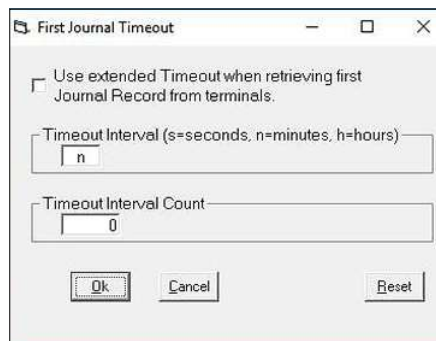 First Journal Timeout
Use extended Timeout when retrieving first
Journal Record from terminals.
Timeout Interval (s=seconds, n=minutes, h=hours)
n
Timeout Interval Count
0
Ok Cancel Reset